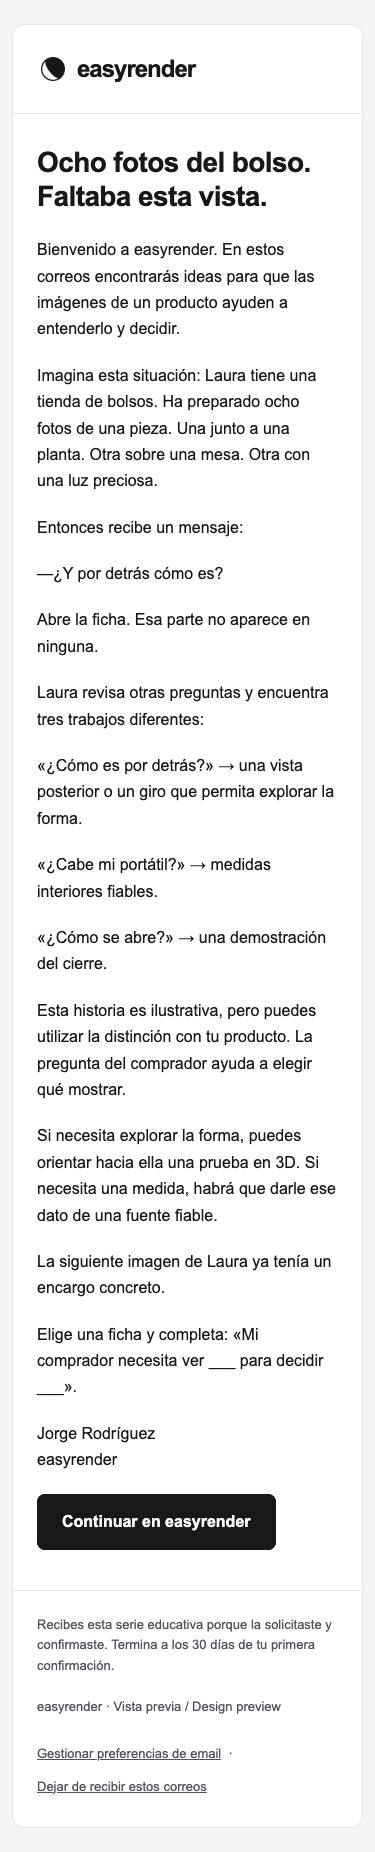 easyrender
Ocho fotos del bolso.
Faltaba esta vista.
Bienvenido a easyrender. En estos
correos encontrarás ideas para que las
imágenes de un producto ayuden a
entenderlo y decidir.
Imagina esta situación: Laura tiene una
tienda de bolsos. Ha preparado ocho
fotos de una pieza. Una junto a una
planta. Otra sobre una mesa. Otra con
una luz preciosa.
Entonces recibe un mensaje:
—¿Y por detrás cómo es?
Abre la ficha. Esa parte no aparece en
ninguna.
Laura revisa otras preguntas y encuentra
tres trabajos diferentes:
«¿Cómo es por detrás?» → una vista
posterior o un giro que permita explorar la
forma.
«¿Cabe mi portátil?» → medidas
interiores fiables.
«¿Cómo se abre?» → una demostración
del cierre.
Esta historia es ilustrativa, pero puedes
utilizar la distinción con tu producto. La
pregunta del comprador ayuda a elegir
qué mostrar.
Si necesita explorar la forma, puedes
orientar hacia ella una prueba en 3D. Si
necesita una medida, habrá que darle ese
dato de una fuente fiable.
La siguiente imagen de Laura ya tenía un
encargo concreto.
Elige una ficha y completa: «Mi
comprador necesita ver ___ para decidir
___».
Jorge Rodríguez
easyrender
Continuar en easyrender
Recibes esta serie educativa porque la solicitaste y
confirmaste. Termina a los 30 días de tu primera
confirmación.
easyrender · Vista previa / Design preview
Gestionar preferencias de email ·
Dejar de recibir estos correos